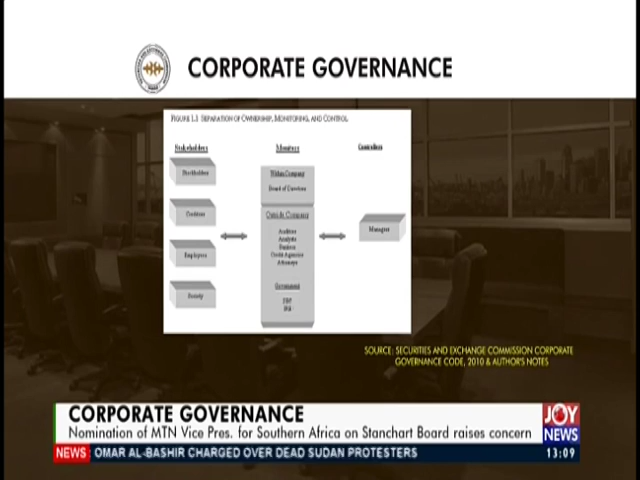 CORPORATE GOVERNANCE
FIGURE 1.1 SEPARATION OF OWNERSHIP, MONITORING, AND CONTROL
Stakeholders
Monitors
Controllers
Stockholders
Within Company
Board of Directors
Creditors
Outside Company
Auditors
Analysts
Bankers
Credit Agencies
Attorneys
Managers
Employees
Society
Government
SOURCE: SECURITIES AND EXCHANGE COMMISSION CORPORATE
GOVERNANCE CODE, 2010 & AUTHOR'S NOTES
CORPORATE GOVERNANCE
Nomination of MTN Vice Pres. for Southern Africa on Stanchart Board raises concern
JOY
NEWS
NEWS OMAR AL-BASHIR CHARGED OVER DEAD SUDAN PROTESTERS
13:09